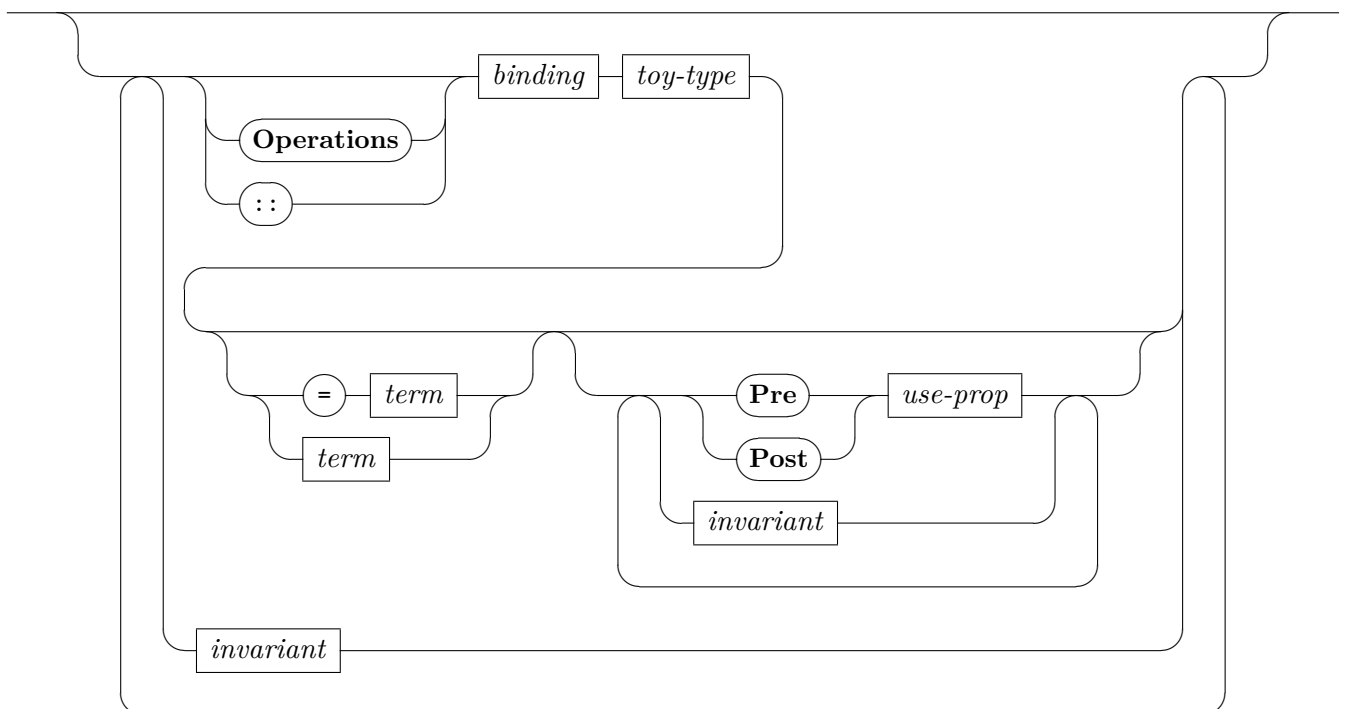 binding toy-type
Operations
::
= term Pre use-prop
term Post
invariant
invariant